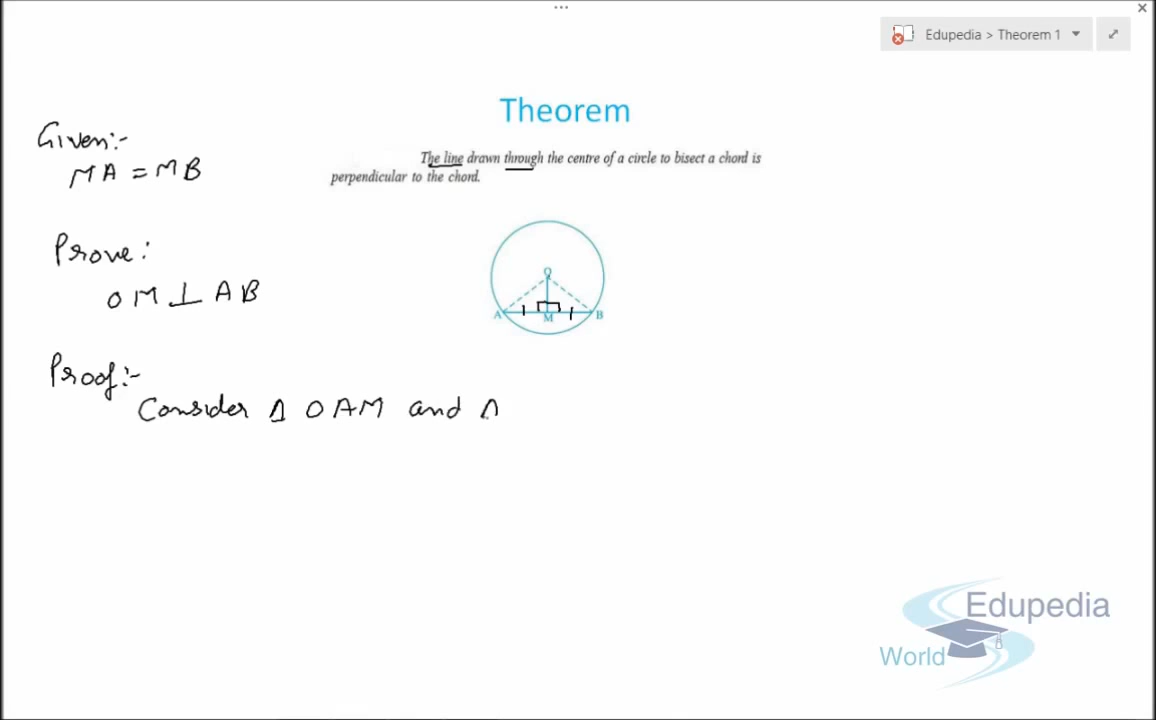 Edupedia > Theorem 1
Theorem
The line drawn through the centre of a circle to bisect a chord is
perpendicular to the chord.
Given:-
MA = MB
Prove:
OM ⊥ AB
Proof:-
Consider Δ OAM and Δ
O
A M B
Edupedia
World